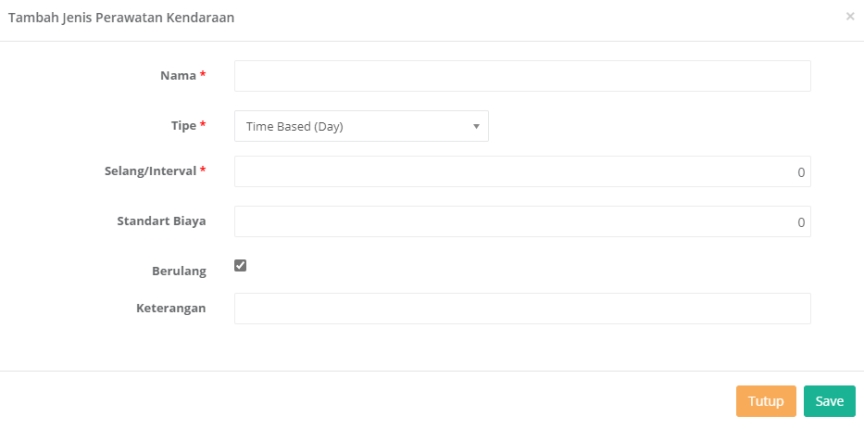 Tambah Jenis Perawatan Kendaraan ×
Nama *
Tipe * Time Based (Day)
Selang/Interval * 0
Standart Biaya 0
Berulang
Keterangan
Tutup Save